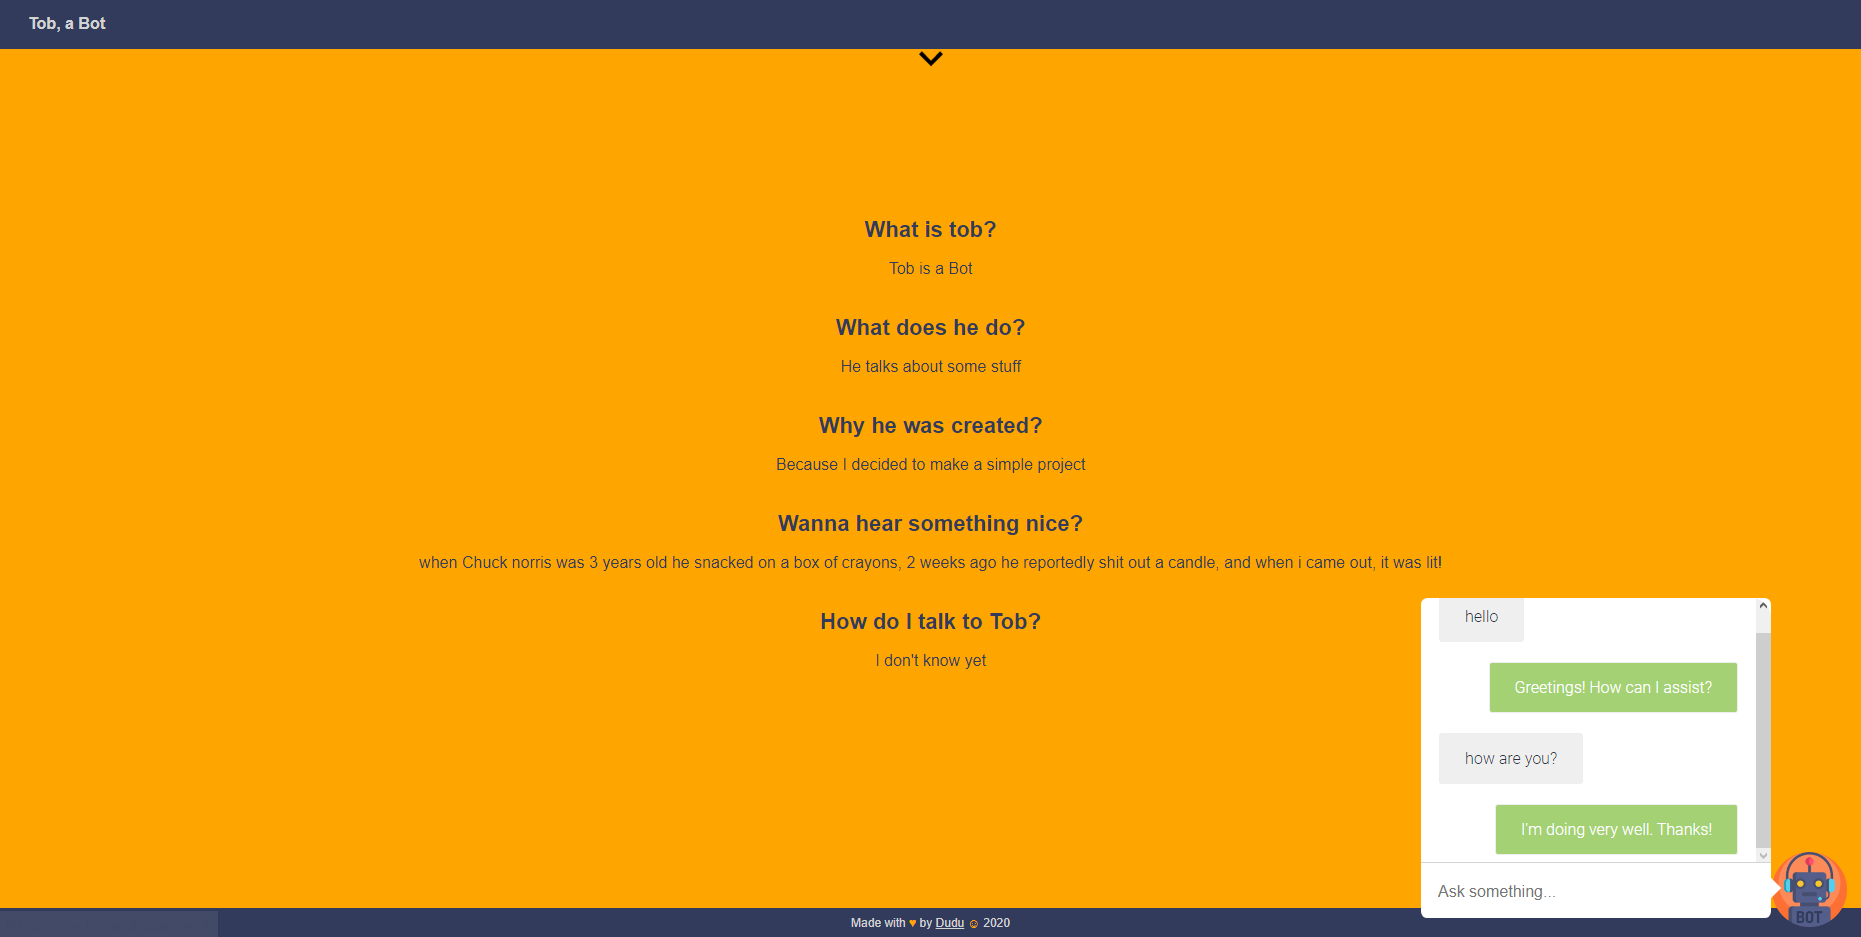 Tob, a Bot
What is tob?
Tob is a Bot
What does he do?
He talks about some stuff
Why he was created?
Because I decided to make a simple project
Wanna hear something nice?
when Chuck norris was 3 years old he snacked on a box of crayons, 2 weeks ago he reportedly shit out a candle, and when i came out, it was lit!
How do I talk to Tob?
I don't know yet
hello
Greetings! How can I assist?
how are you?
I'm doing very well. Thanks!
Ask something...
BOT
Made with ♥ by Dudu ☺ 2020